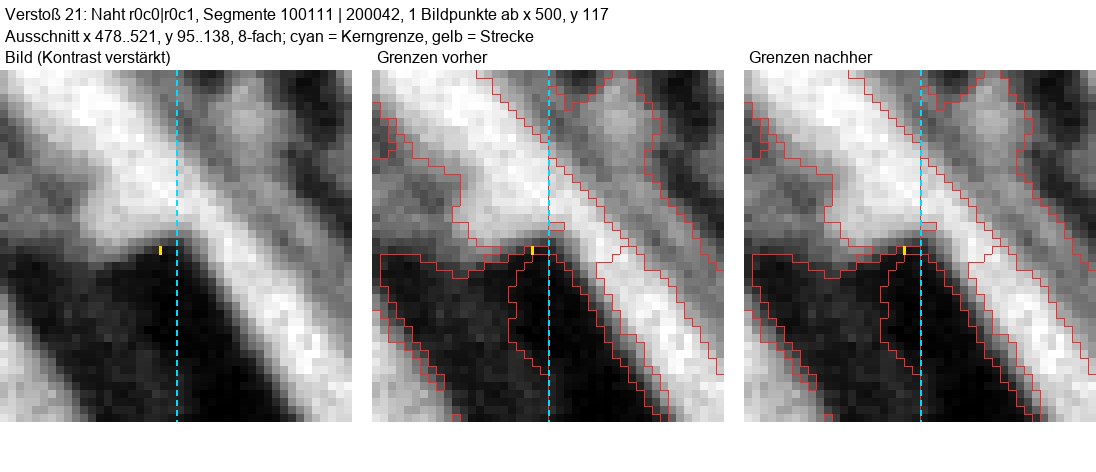 Verstoß 21: Naht r0c0|r0c1, Segmente 100111 | 200042, 1 Bildpunkte ab x 500, y 117
Ausschnitt x 478..521, y 95..138, 8-fach; cyan = Kerngrenze, gelb = Strecke
Bild (Kontrast verstärkt)
Grenzen vorher
Grenzen nachher